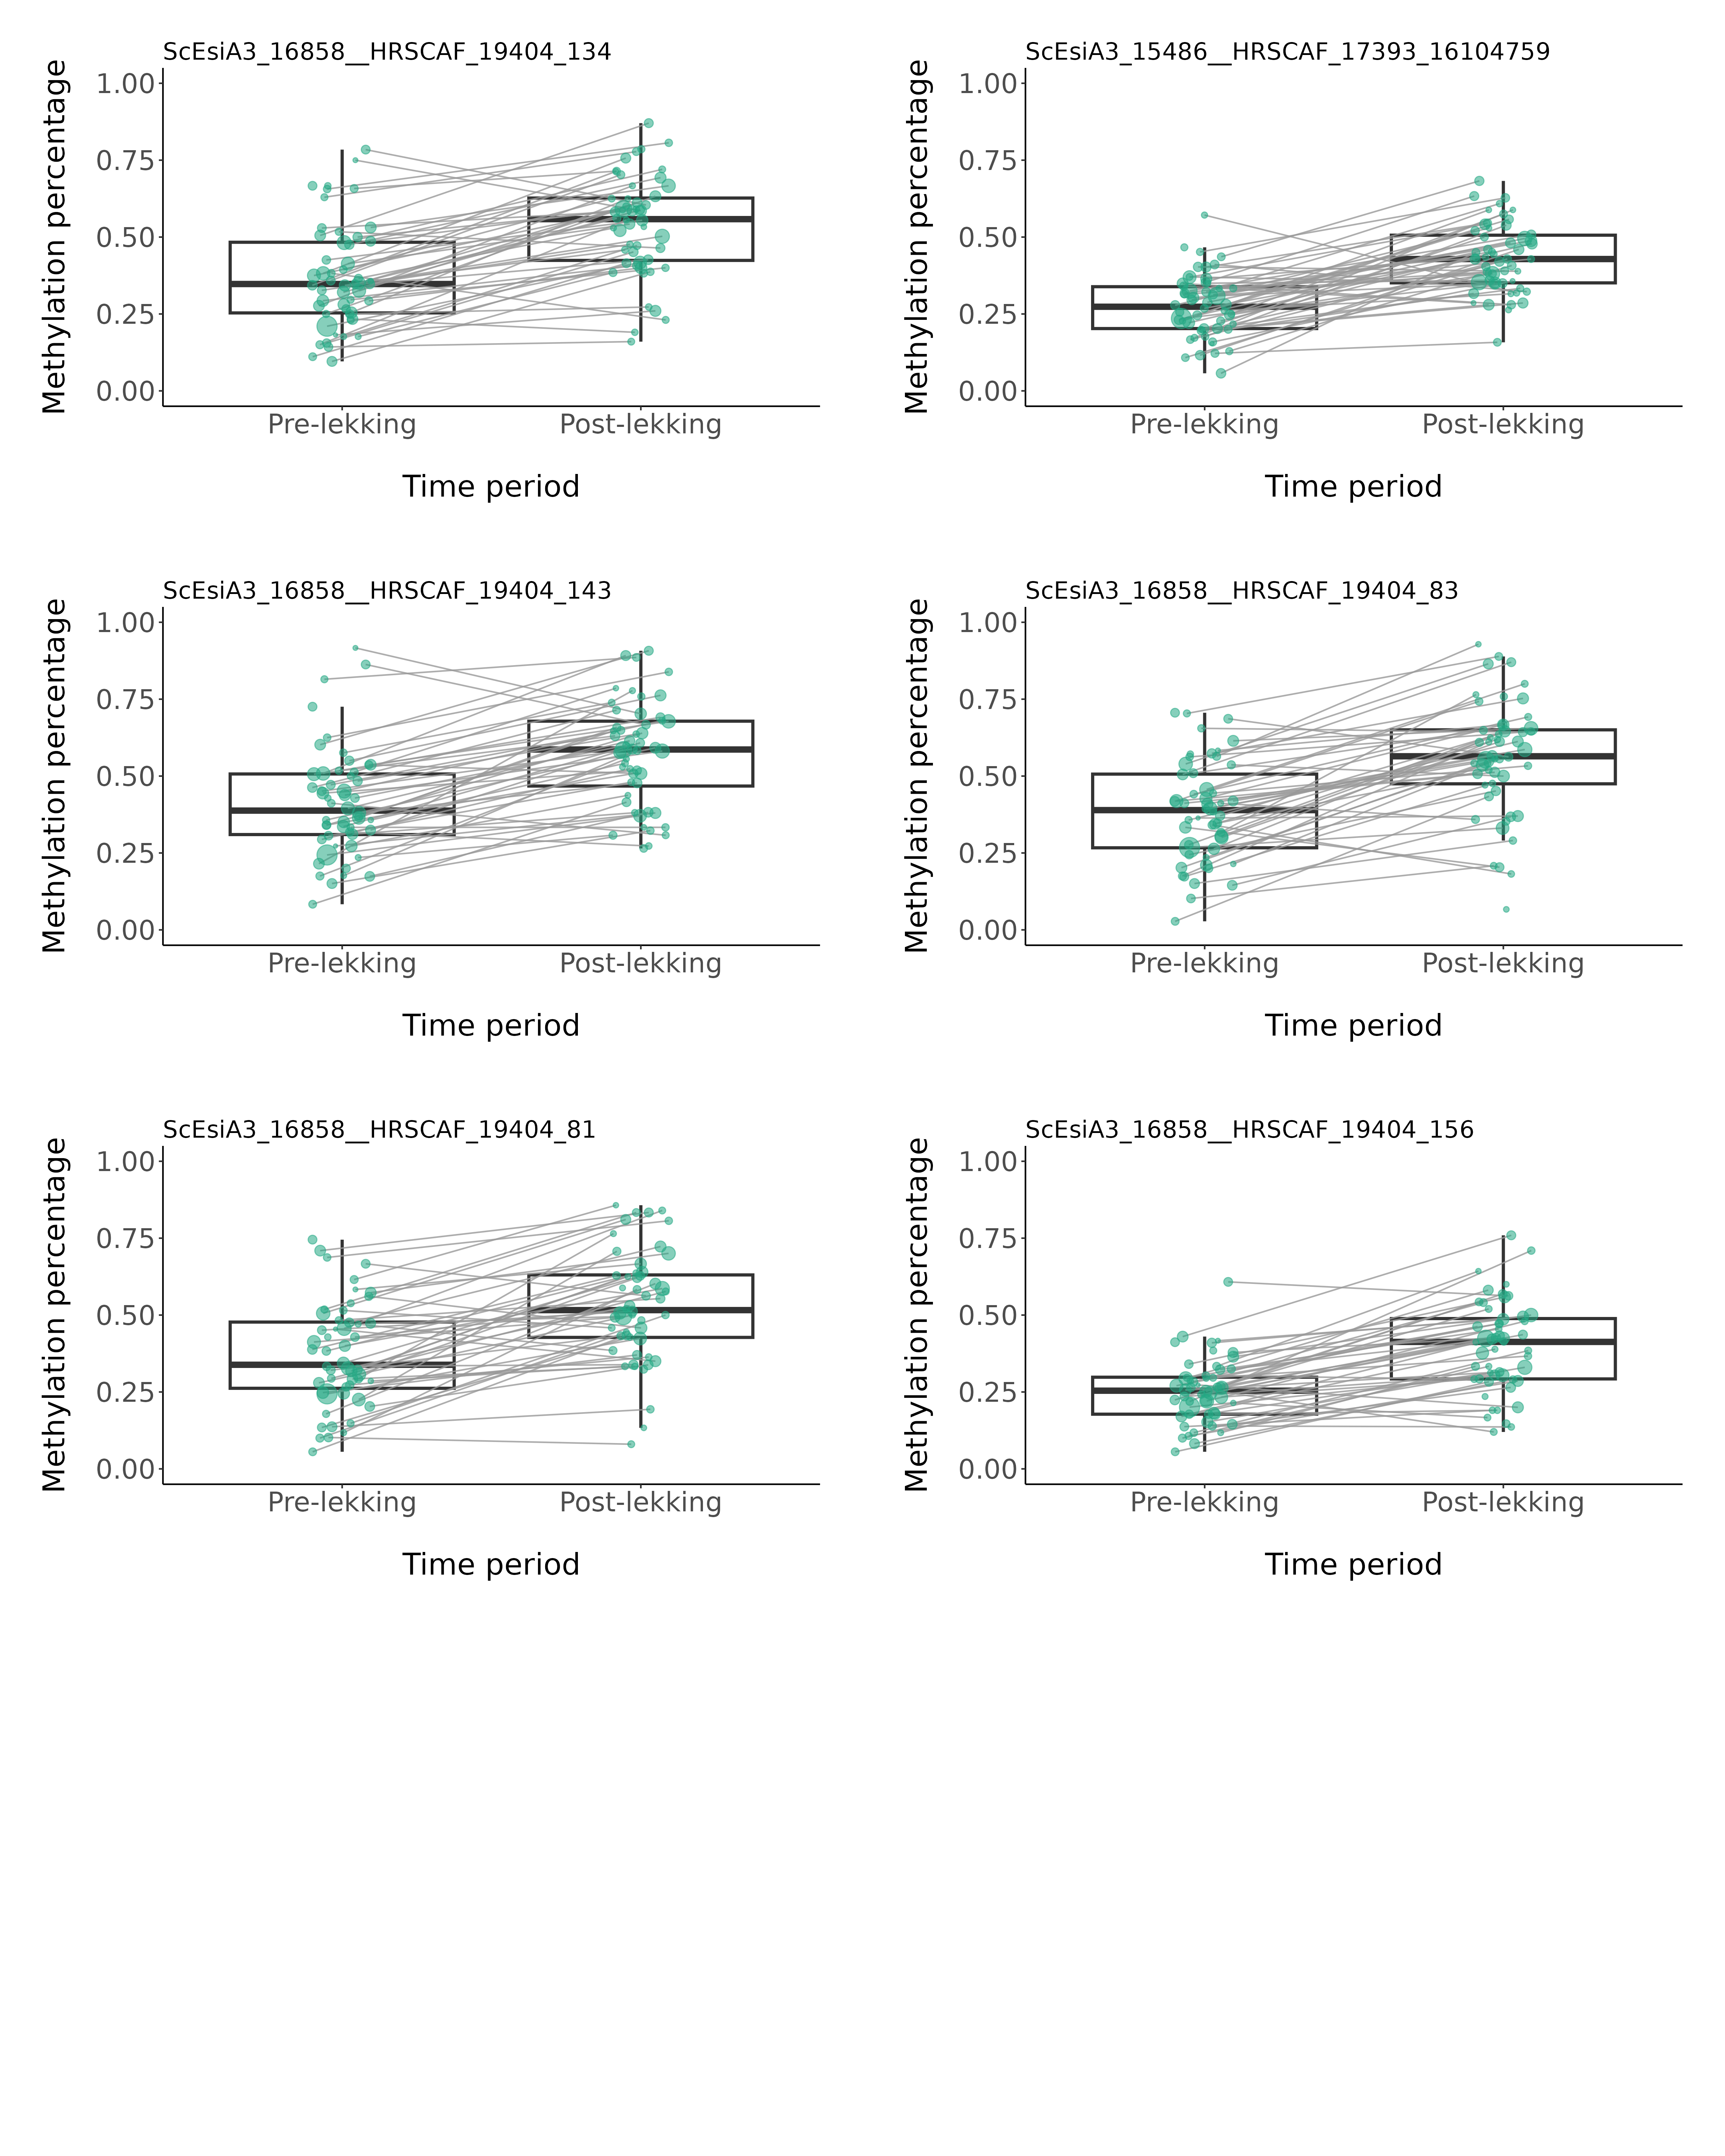 ScEsiA3_16858__HRSCAF_19404_134
Methylation percentage
1.00
0.75
0.50
0.25
0.00
Pre-lekking Post-lekking
Time period
ScEsiA3_15486__HRSCAF_17393_16104759
Methylation percentage
1.00
0.75
0.50
0.25
0.00
Pre-lekking Post-lekking
Time period
ScEsiA3_16858__HRSCAF_19404_143
Methylation percentage
1.00
0.75
0.50
0.25
0.00
Pre-lekking Post-lekking
Time period
ScEsiA3_16858__HRSCAF_19404_83
Methylation percentage
1.00
0.75
0.50
0.25
0.00
Pre-lekking Post-lekking
Time period
ScEsiA3_16858__HRSCAF_19404_81
Methylation percentage
1.00
0.75
0.50
0.25
0.00
Pre-lekking Post-lekking
Time period
ScEsiA3_16858__HRSCAF_19404_156
Methylation percentage
1.00
0.75
0.50
0.25
0.00
Pre-lekking Post-lekking
Time period